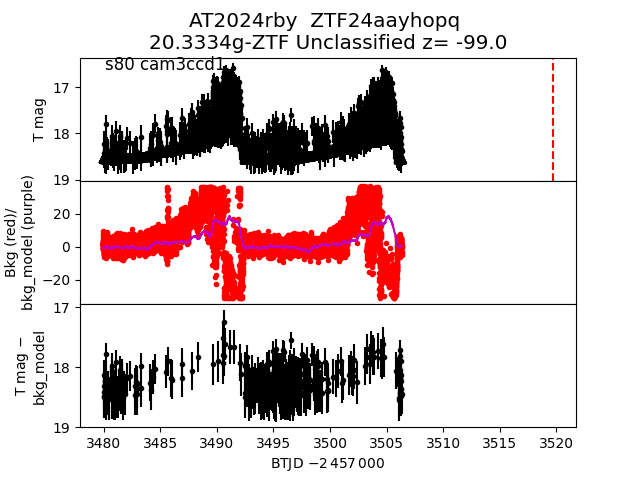 AT2024rby  ZTF24aayhopq
20.3334g-ZTF Unclassified z= -99.0
s80 cam3ccd1
T mag
17
18
19
Bkg (red)/
bkg_model (purple)
20
0
−20
T mag −
bkg_model
17
18
19
3480 3485 3490 3495 3500 3505 3510 3515 3520
BTJD −2 457 000